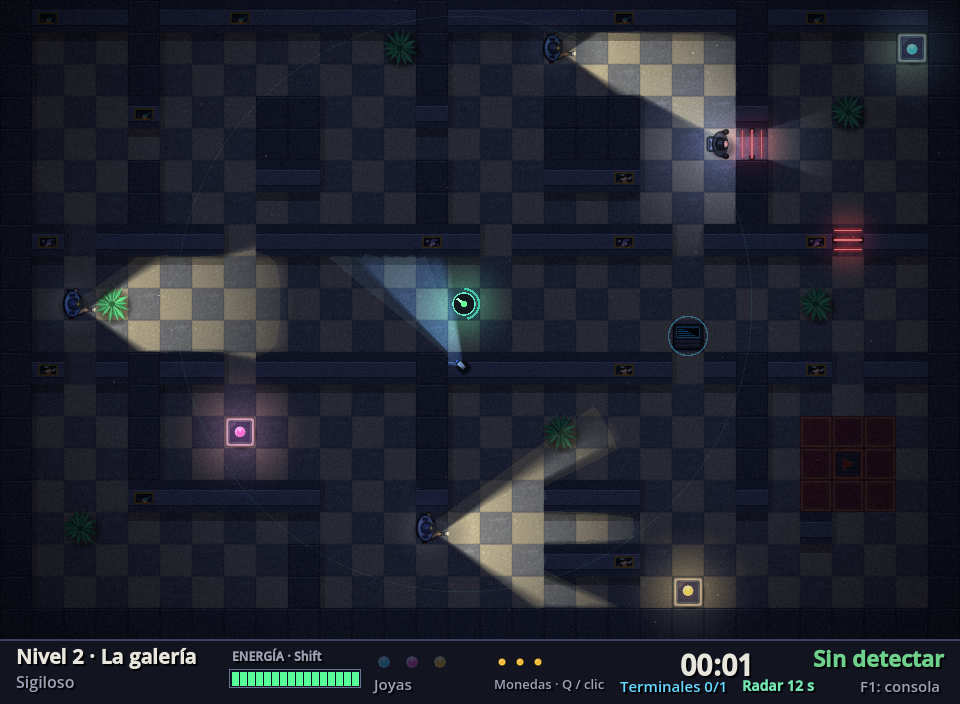 Nivel 2 · La galería
Sigiloso
ENERGÍA · Shift
Joyas
Monedas · Q / clic
00:01
Terminales 0/1
Radar 12 s
Sin detectar
F1: consola